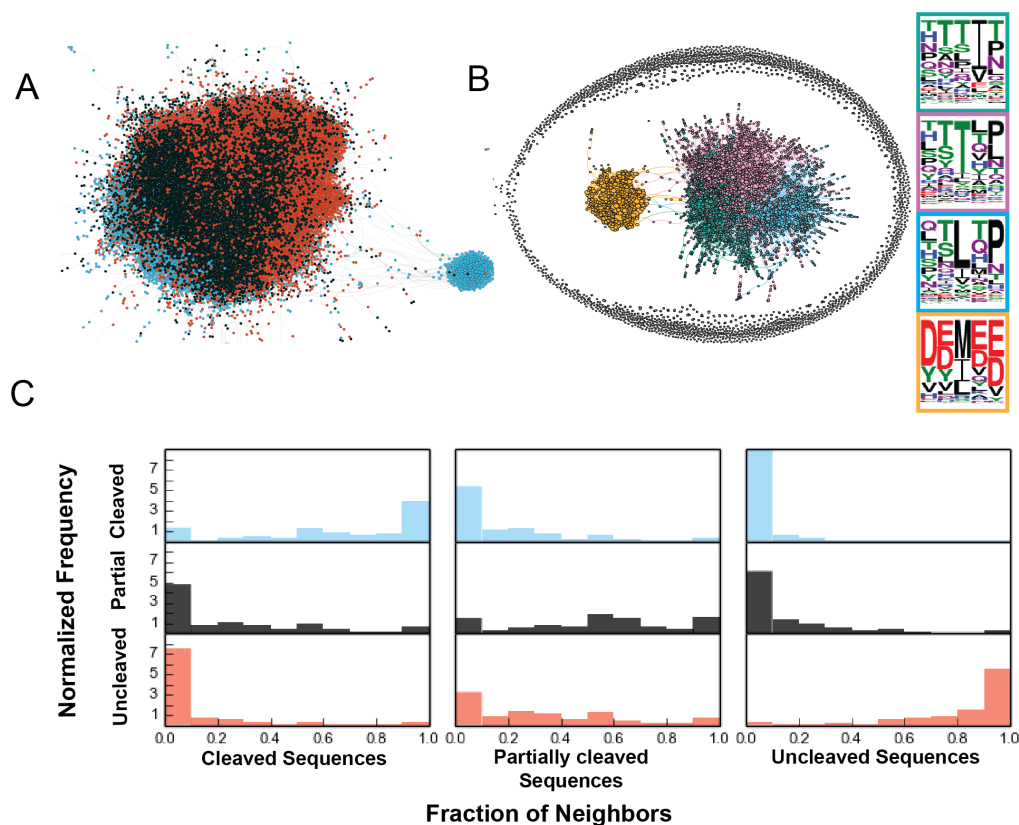 A
B
T T T I T
H S S V P
N A L N
P N P
Q
T T T L P
H S Q L
L Y V N
S H
P
Q T L T P
L S Q N
H N I H T
S V M
P
D E M E E
Y D I D D
V Y L V V
H V
C
Normalized Frequency
Cleaved
Partial
Uncleaved
7 5 3 1
7 5 3 1
7 5 3 1
0.0 0.2 0.4 0.6 0.8 1.0
0.0 0.2 0.4 0.6 0.8 1.0
0.0 0.2 0.4 0.6 0.8 1.0
Cleaved Sequences
Partially cleaved
Sequences
Uncleaved Sequences
Fraction of Neighbors